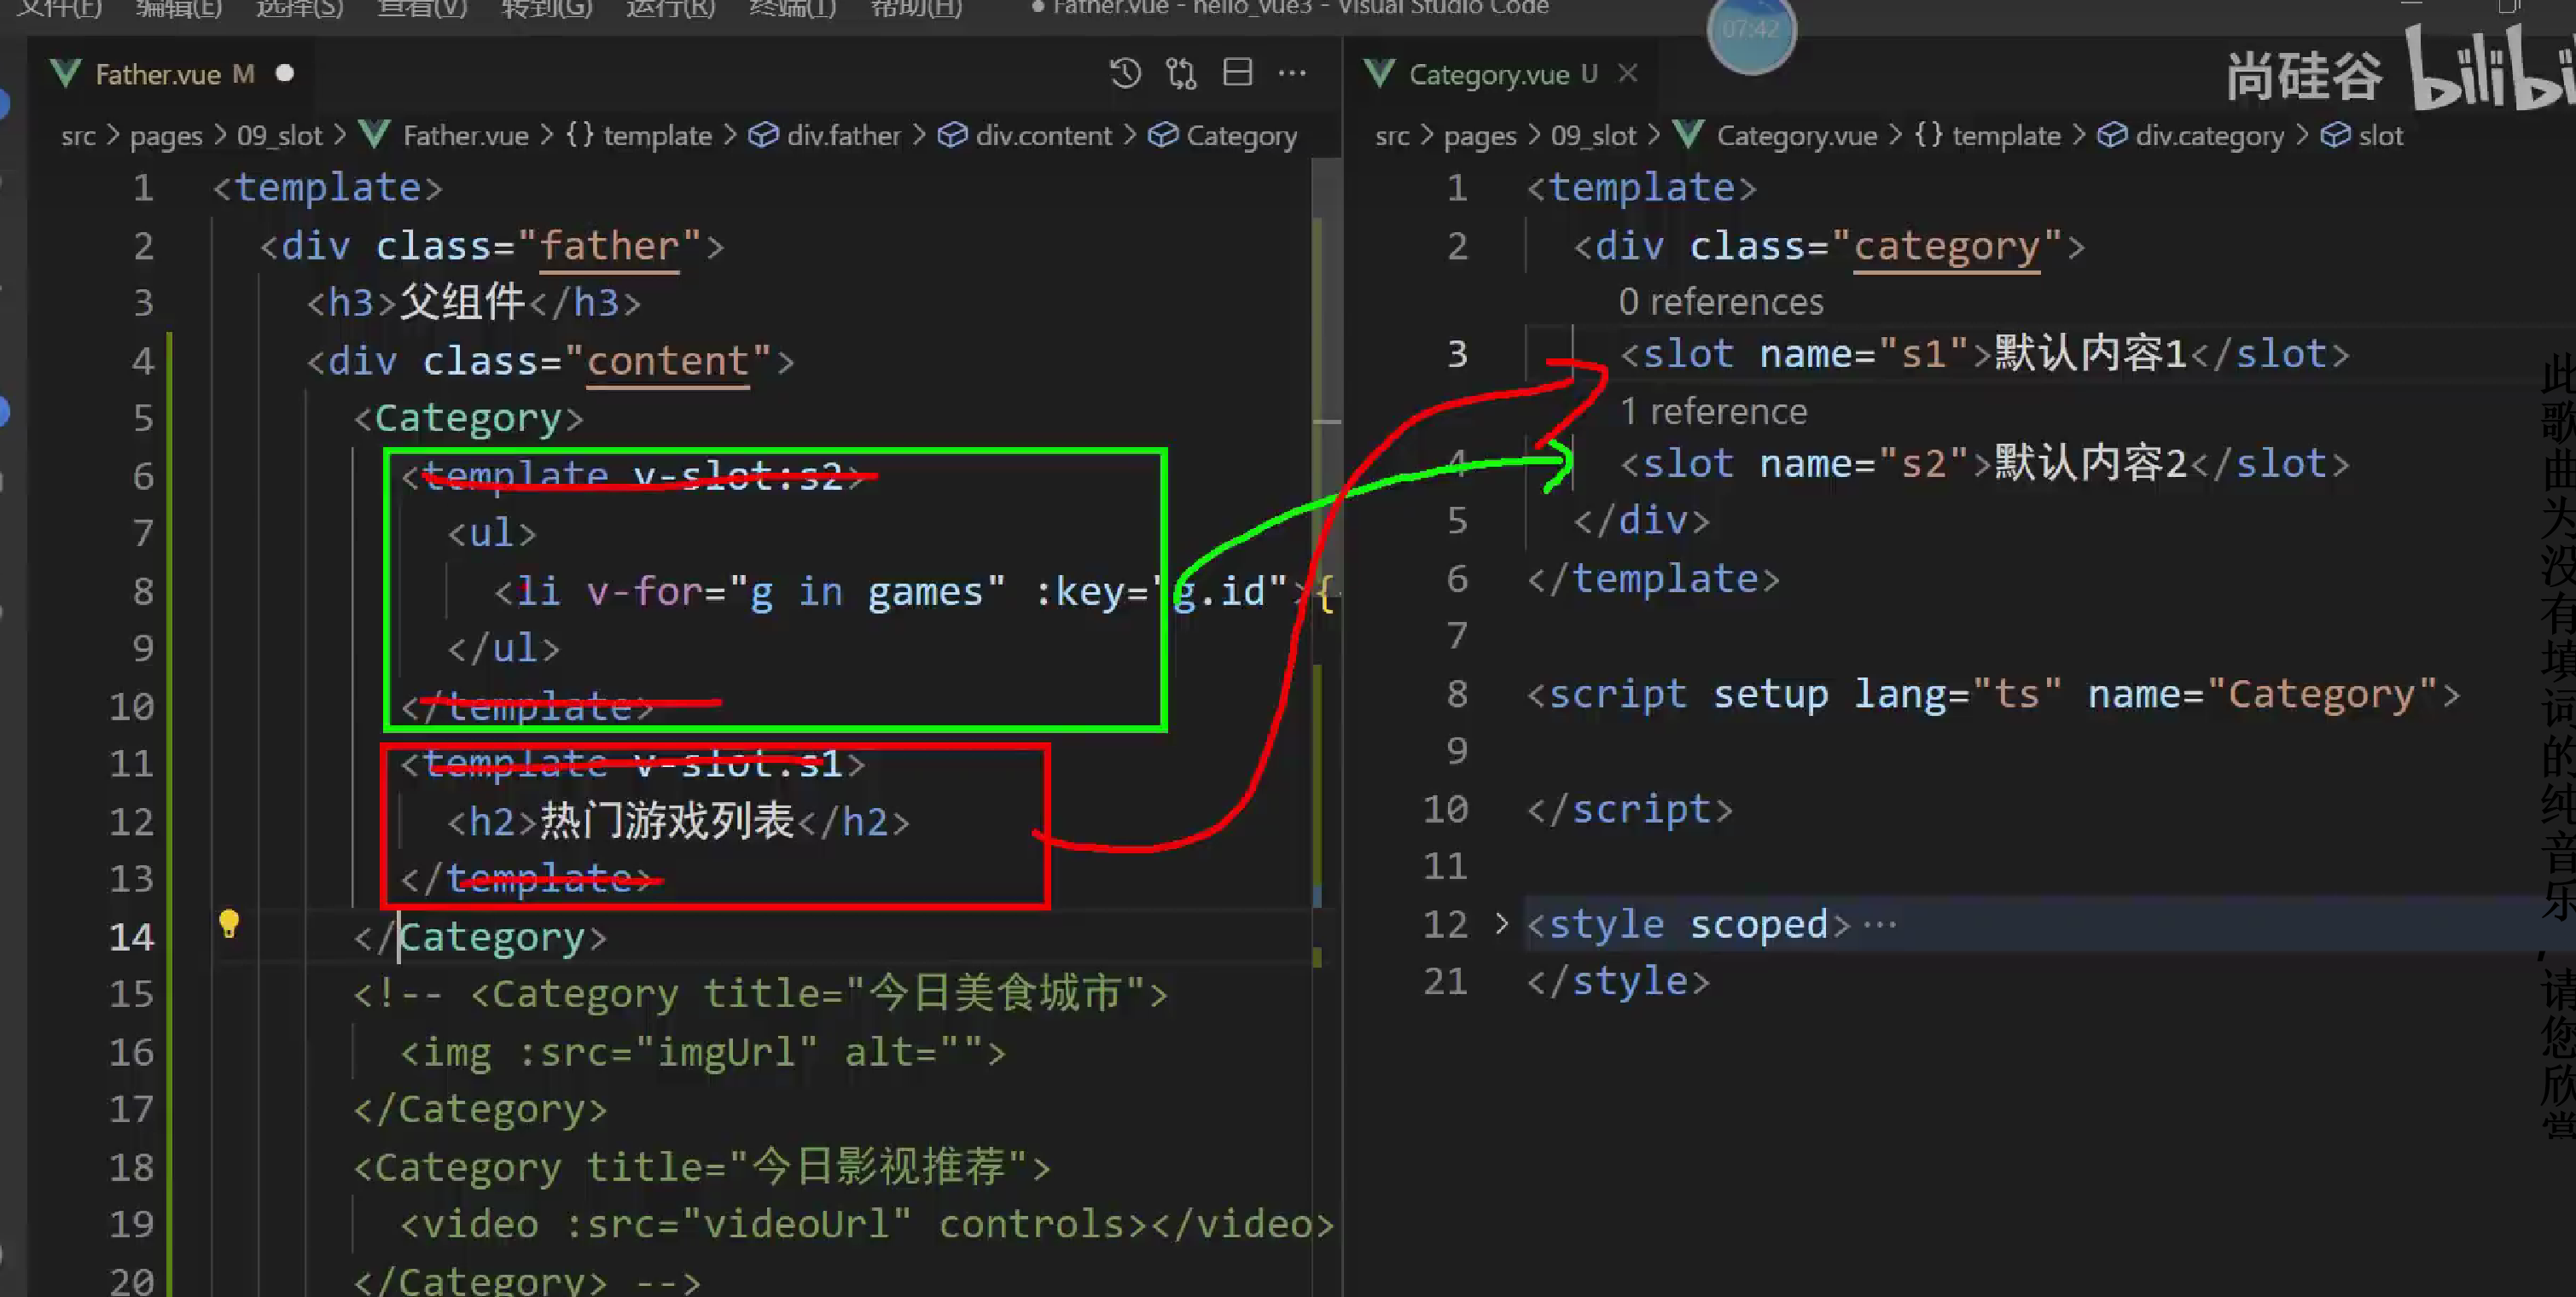 文件(F) 编辑(E) 选择(S) 查看(V) 转到(G) 运行(R) 终端(T) 帮助(H) ● Father.vue - hello_vue3 - Visual Studio Code
07:42
尚硅谷 bilibi
Father.vue M
src > pages > 09_slot > Father.vue > {} template > div.father > div.content > Category
1 <template>
2 <div class="father">
3 <h3>父组件</h3>
4 <div class="content">
5 <Category>
6 <template v-slot:s2>
7 <ul>
8 <li v-for="g in games" :key="g.id">{
9 </ul>
10 </template>
11 <template v-slot:s1>
12 <h2>热门游戏列表</h2>
13 </template>
14 </Category>
15 <!-- <Category title="今日美食城市">
16 <img :src="imgUrl" alt="">
17 </Category>
18 <Category title="今日影视推荐">
19 <video :src="videoUrl" controls></video>
20 </Category> -->
Category.vue U
src > pages > 09_slot > Category.vue > {} template > div.category > slot
1 <template>
2 <div class="category">
0 references
3 <slot name="s1">默认内容1</slot>
1 reference
4 <slot name="s2">默认内容2</slot>
5 </div>
6 </template>
7
8 <script setup lang="ts" name="Category">
9
10 </script>
11
12 > <style scoped>···
21 </style>
此歌曲为没有填词的纯音乐,请您欣赏